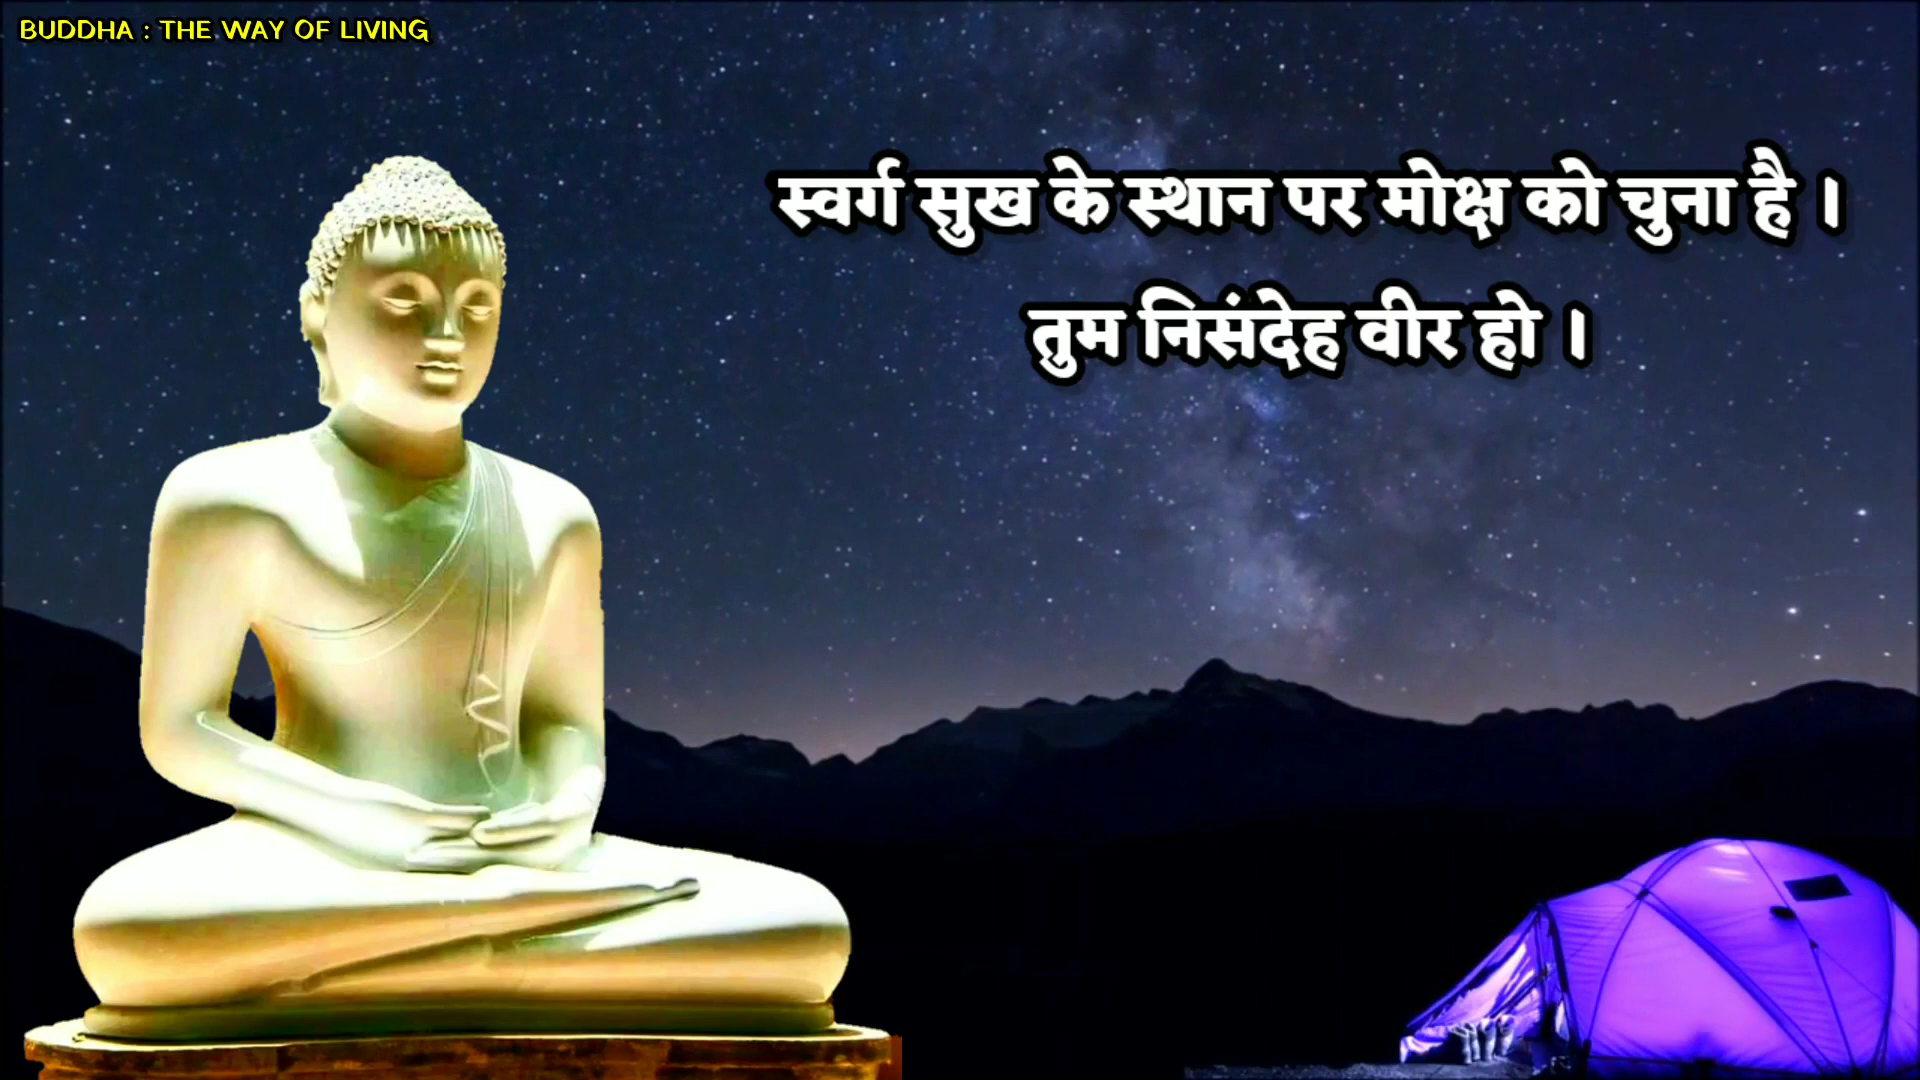 BUDDHA : THE WAY OF LIVING
स्वर्ग सुख के स्थान पर मोक्ष को चुना है ।
तुम निसंदेह वीर हो ।